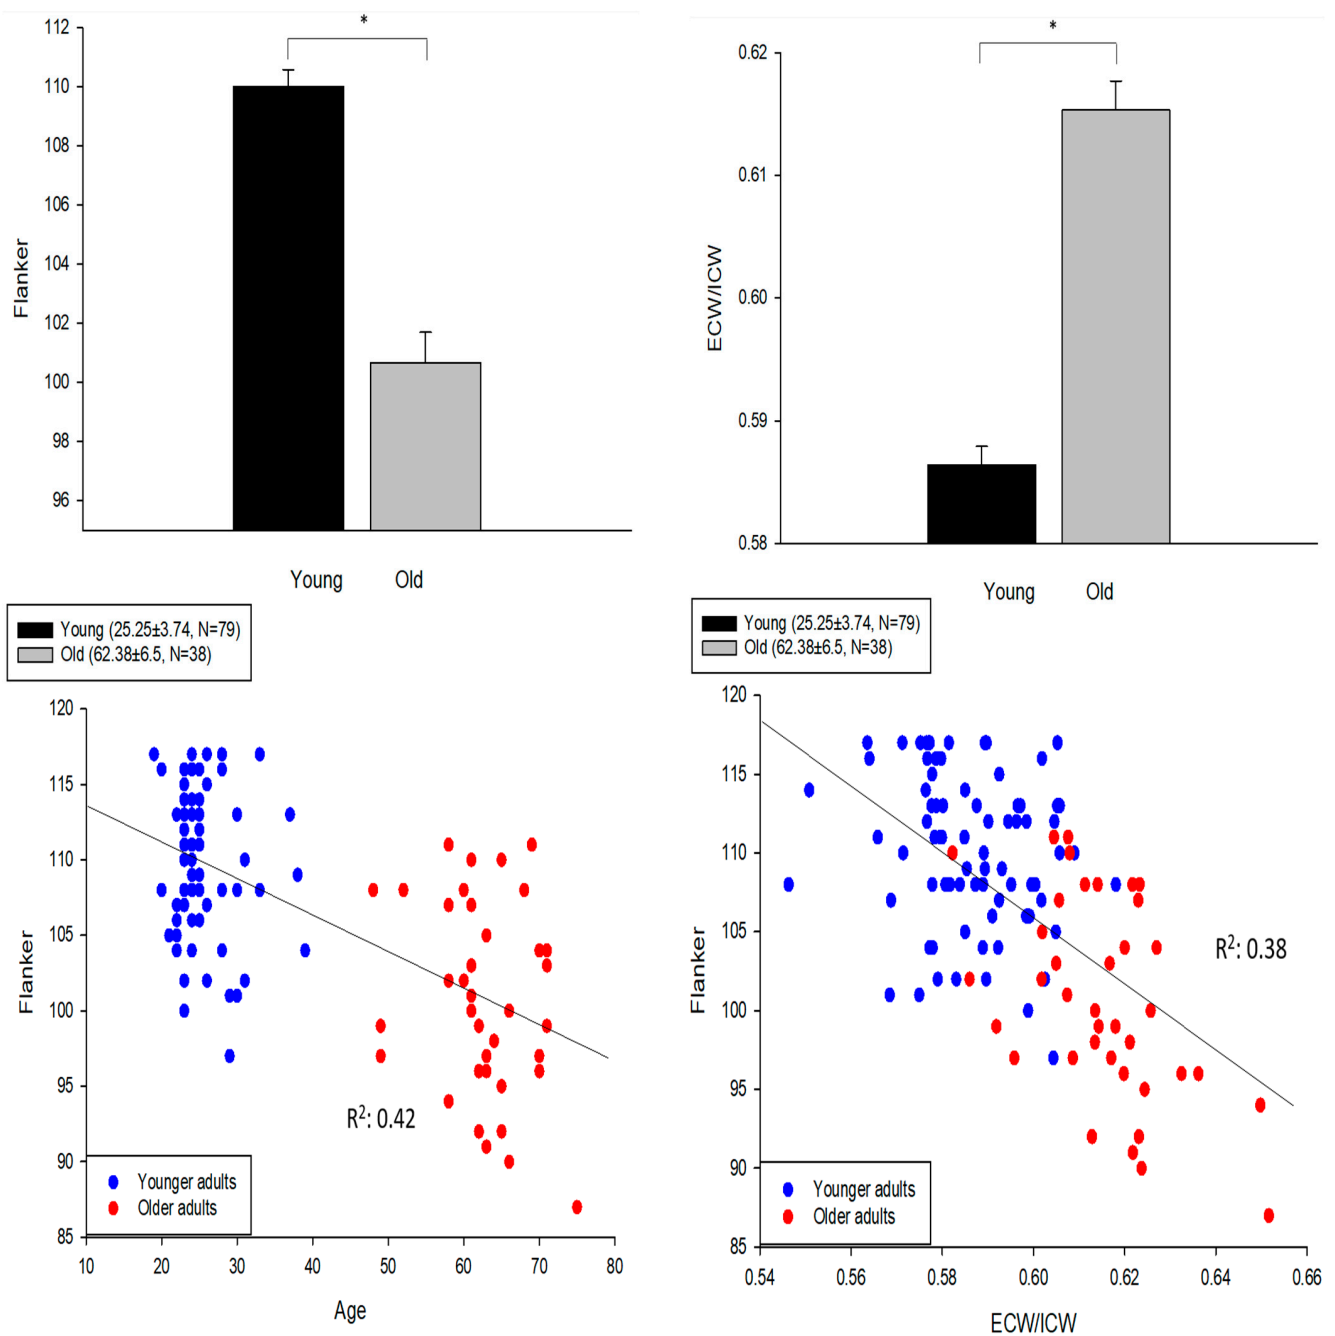 *
112
110
108
106
104
102
100
98
96
Flanker
Young Old
Young (25.25±3.74, N=79)
Old (62.38±6.5, N=38)
*
0.62
0.61
0.60
0.59
0.58
ECW/ICW
Young Old
Young (25.25±3.74, N=79)
Old (62.38±6.5, N=38)
120
115
110
105
100
95
90
85
Flanker
R²: 0.42
Younger adults
Older adults
10 20 30 40 50 60 70 80
Age
120
115
110
105
100
95
90
85
Flanker
R²: 0.38
Younger adults
Older adults
0.54 0.56 0.58 0.60 0.62 0.64 0.66
ECW/ICW